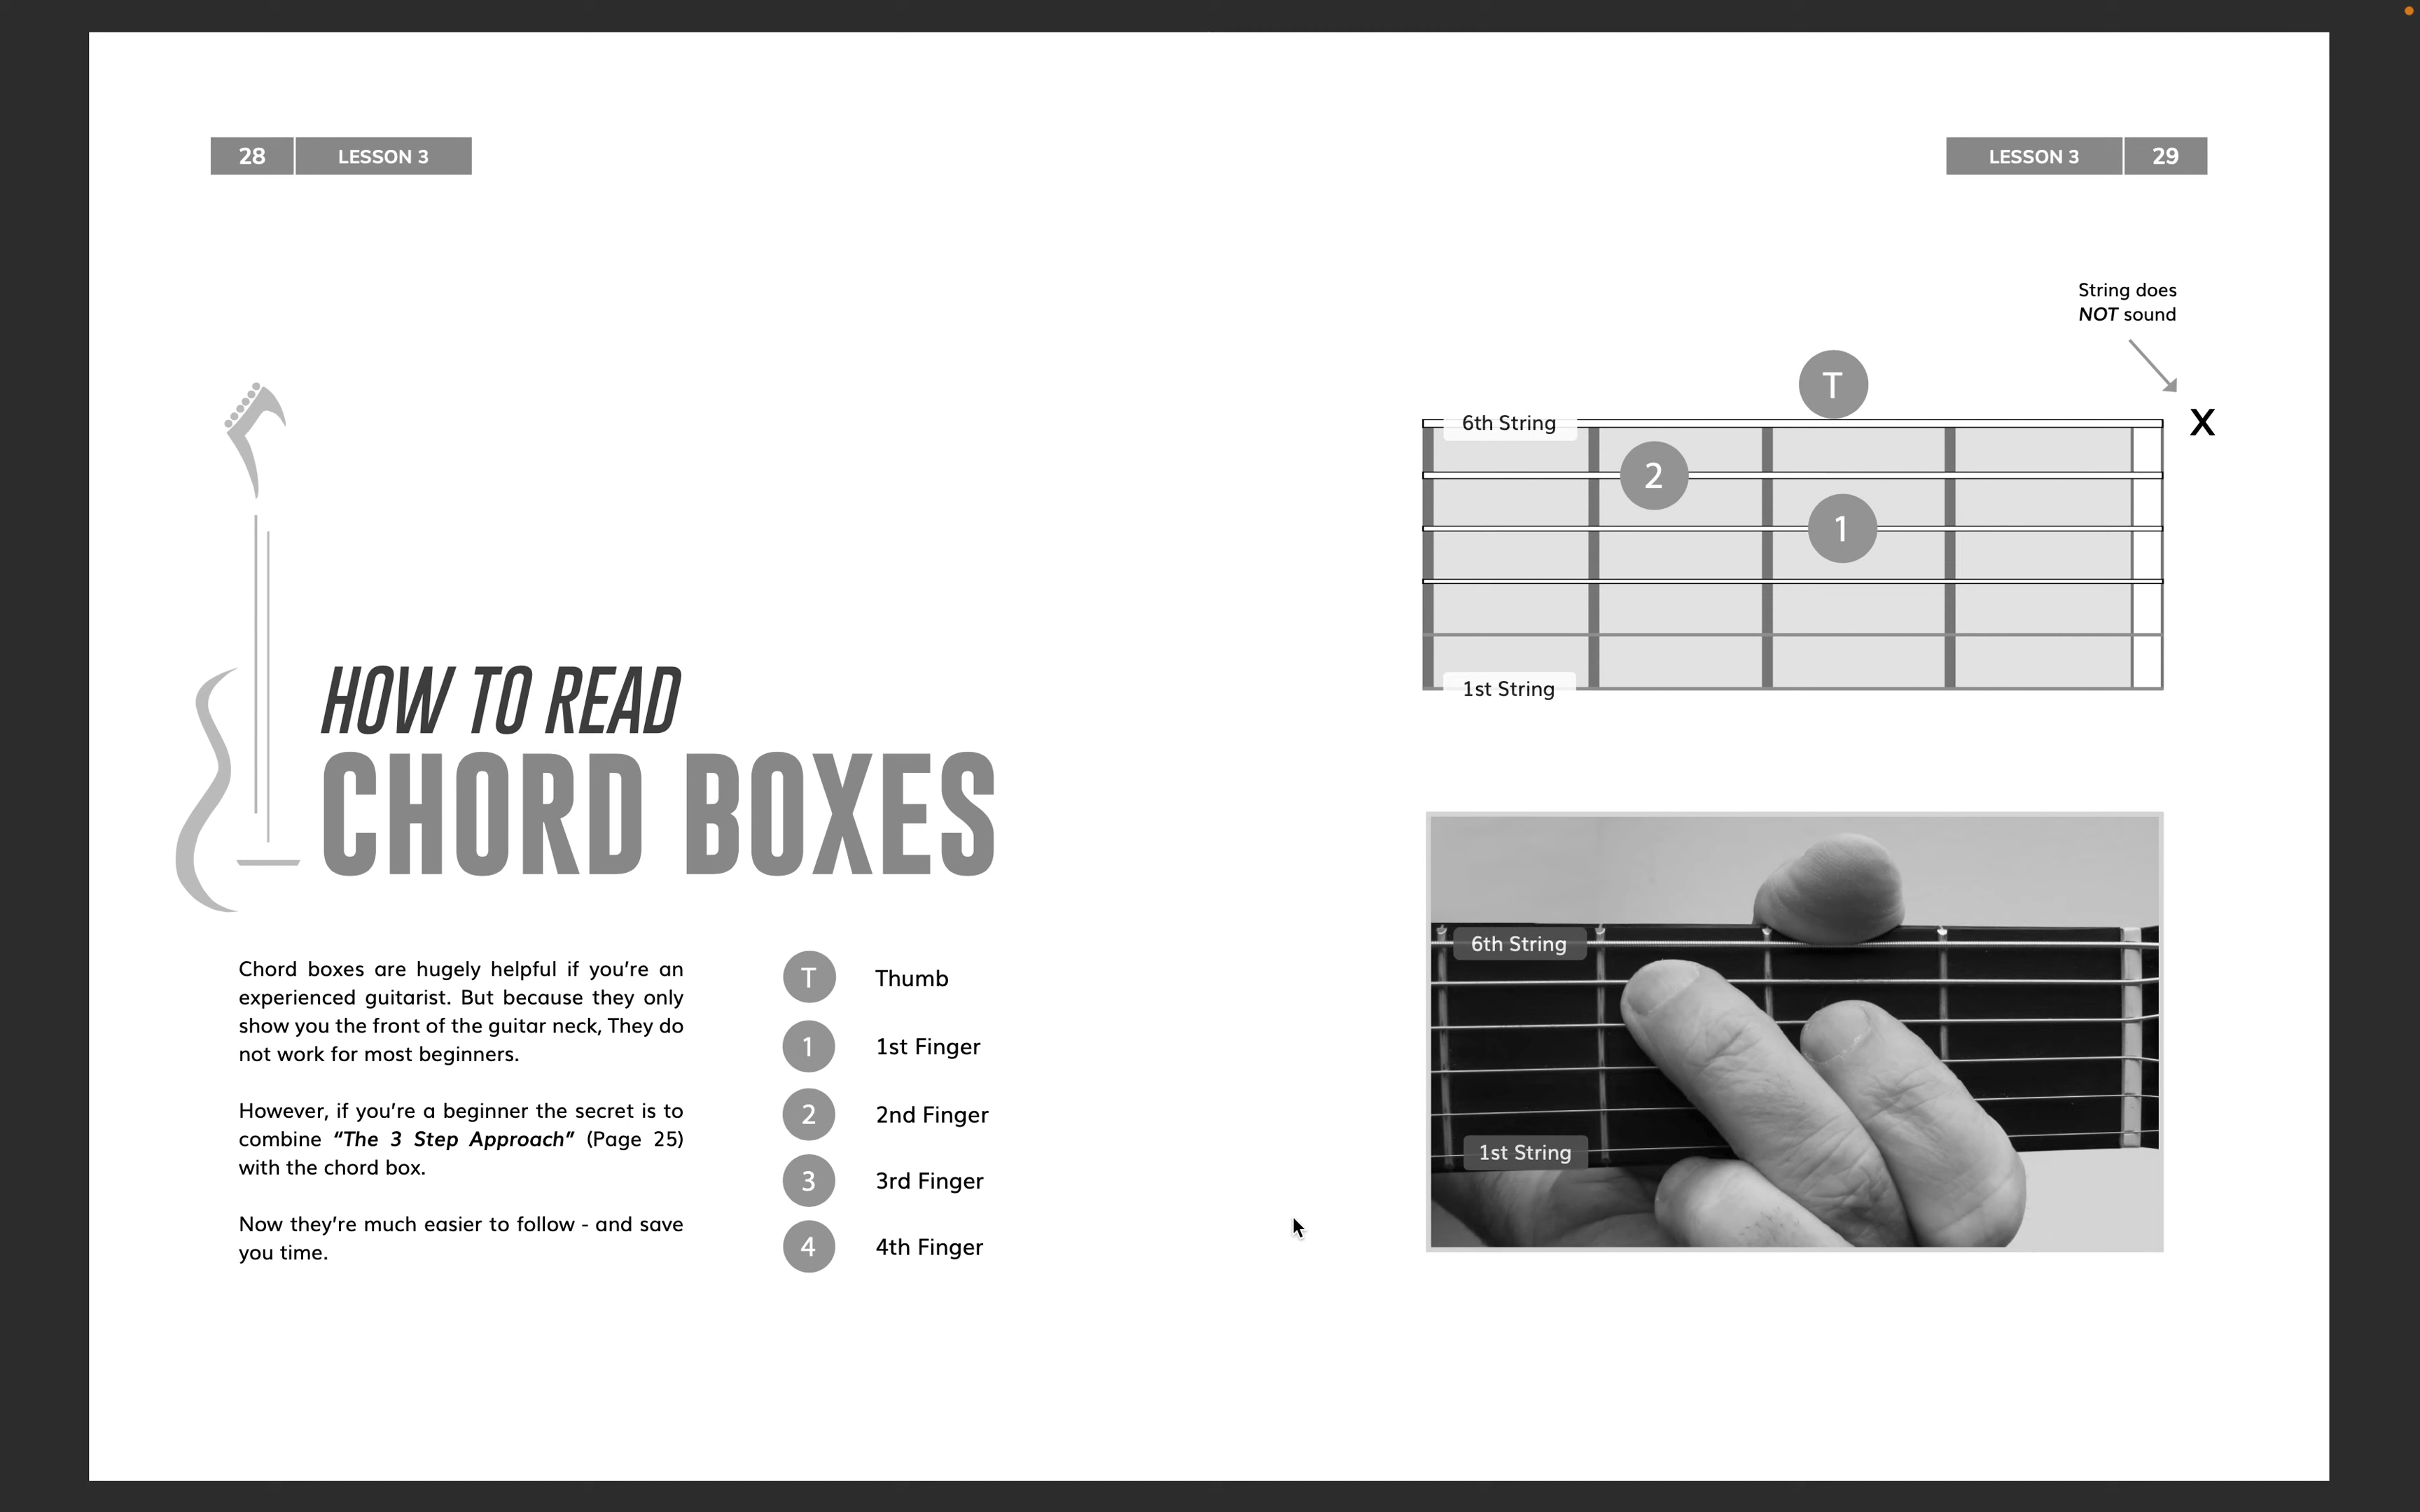 28 LESSON 3
HOW TO READ
CHORD BOXES
Chord boxes are hugely helpful if you're an
experienced guitarist. But because they only
show you the front of the guitar neck, They do
not work for most beginners.
However, if you're a beginner the secret is to
combine “The 3 Step Approach” (Page 25)
with the chord box.
Now they're much easier to follow - and save
you time.
T Thumb
1 1st Finger
2 2nd Finger
3 3rd Finger
4 4th Finger
LESSON 3 29
String does
NOT sound
T
6th String X
2
1
1st String
6th String
1st String